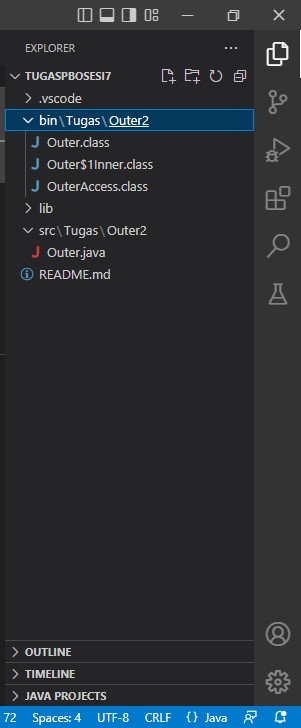 EXPLORER
TUGASPBOSESI7
.vscode
bin\Tugas\Outer2
Outer.class
Outer$1Inner.class
OuterAccess.class
lib
src\Tugas\Outer2
Outer.java
README.md
OUTLINE
TIMELINE
JAVA PROJECTS
72 Spaces: 4 UTF-8 CRLF {} Java